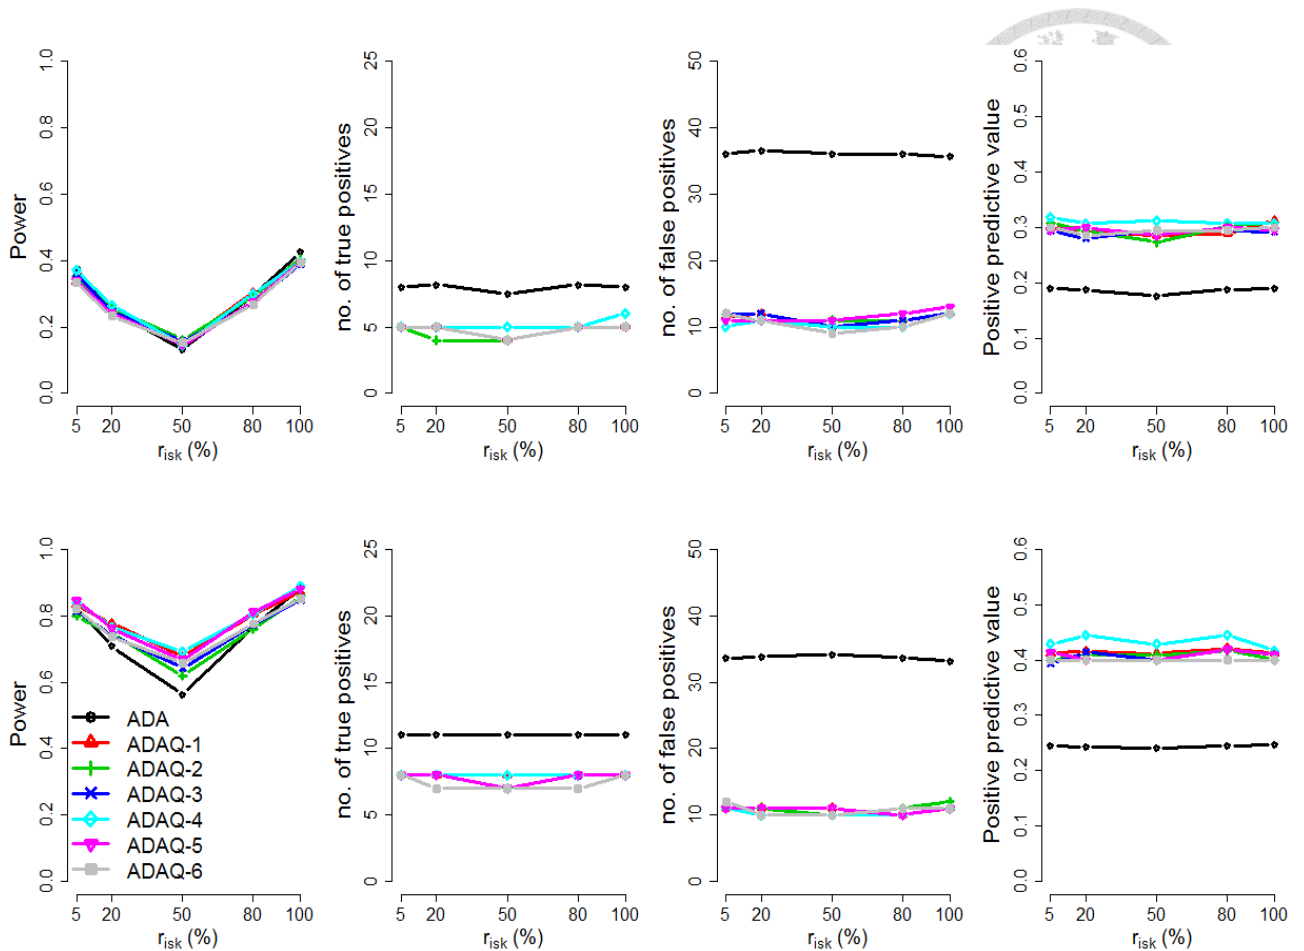 Power
1.0
0.8
0.6
0.4
0.2
0.0
5 20 50 80 100
risk (%)
no. of true positives
25
20
15
10
5
0
5 20 50 80 100
risk (%)
no. of false positives
50
40
30
20
10
0
5 20 50 80 100
risk (%)
Positive predictive value
0.6
0.5
0.4
0.3
0.2
0.1
0.0
5 20 50 80 100
risk (%)
Power
1.0
0.8
0.6
0.4
0.2
0.0
ADA
ADAQ-1
ADAQ-2
ADAQ-3
ADAQ-4
ADAQ-5
ADAQ-6
5 20 50 80 100
risk (%)
no. of true positives
25
20
15
10
5
0
5 20 50 80 100
risk (%)
no. of false positives
50
40
30
20
10
0
5 20 50 80 100
risk (%)
Positive predictive value
0.6
0.5
0.4
0.3
0.2
0.1
0.0
5 20 50 80 100
risk (%)